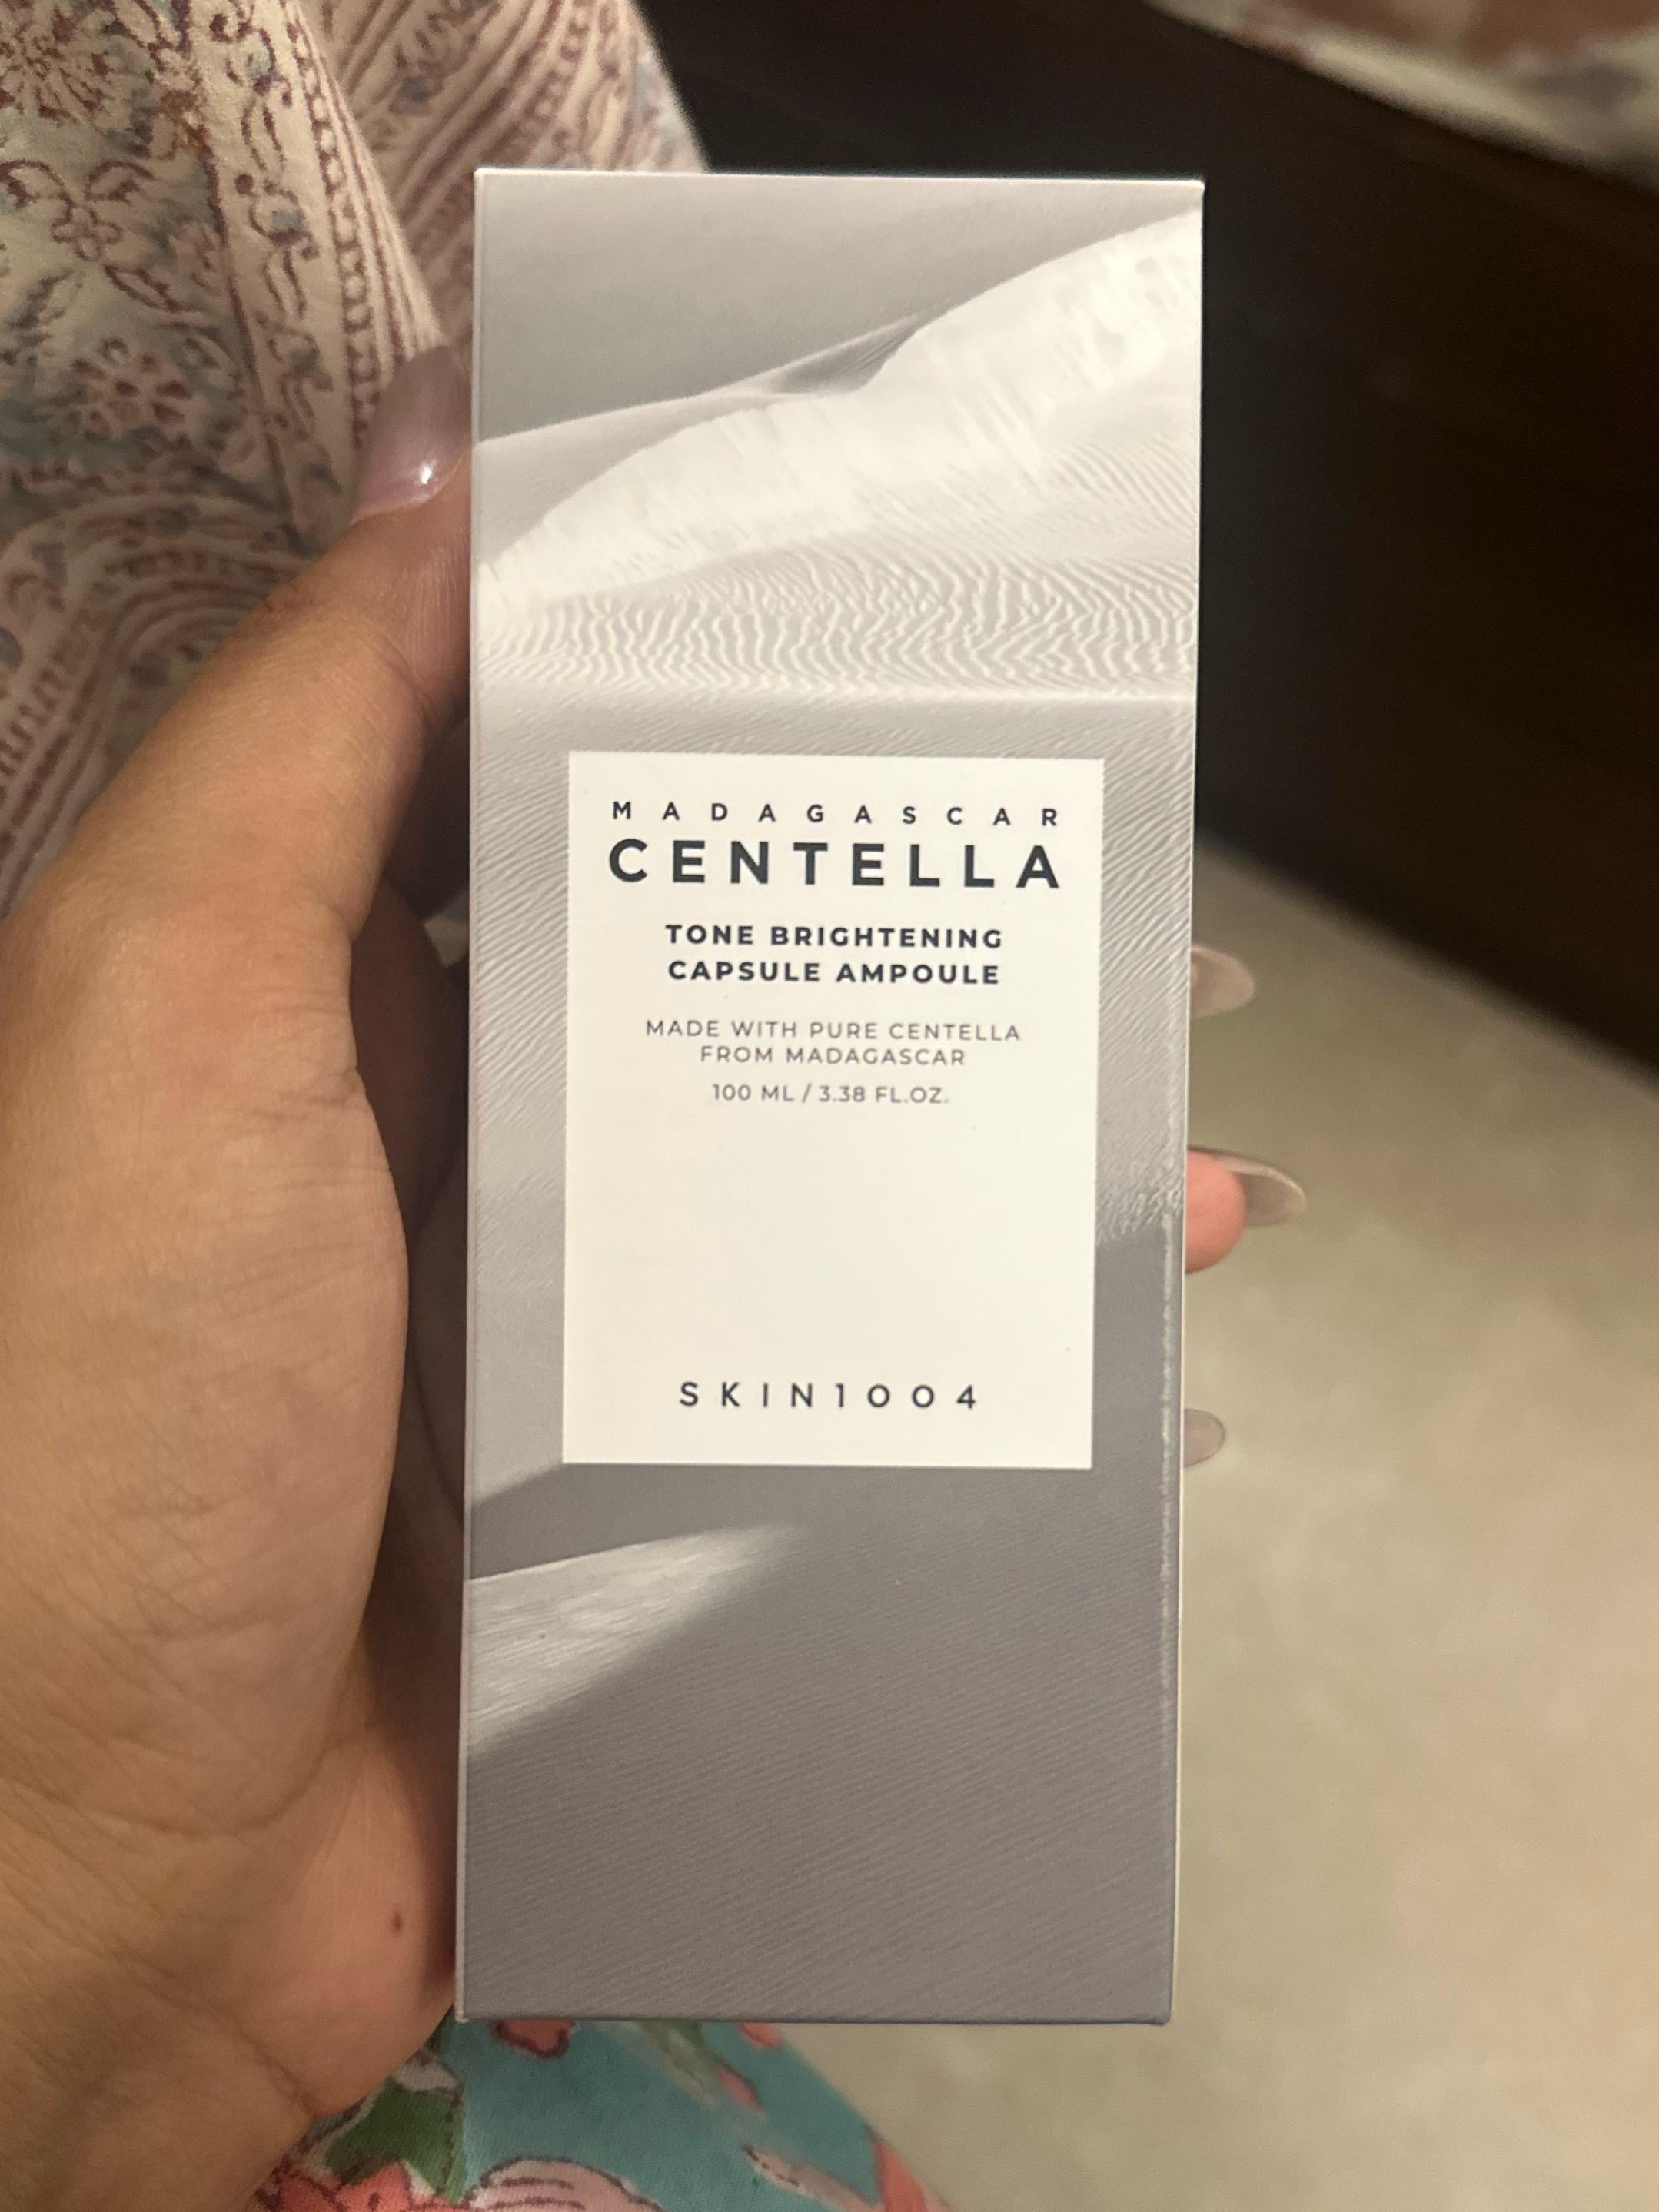 MADAGASCAR
CENTELLA
TONE BRIGHTENING
CAPSULE AMPOULE
MADE WITH PURE CENTELLA
FROM MADAGASCAR
100 ML / 3.38 FL.OZ.
SKIN1004